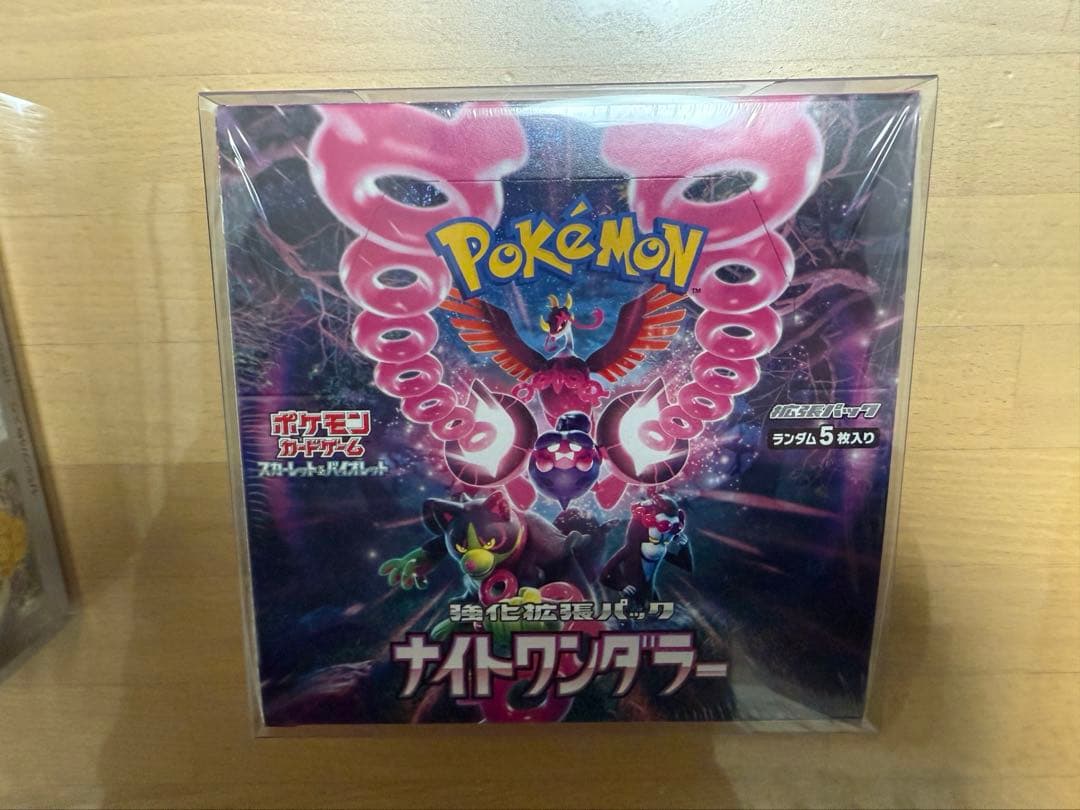 POKéMON
TM
ポケモン
カードゲーム
スカーレット&バイオレット
拡張パック
ランダム5枚入り
強化拡張パック
ナイトワンダラー